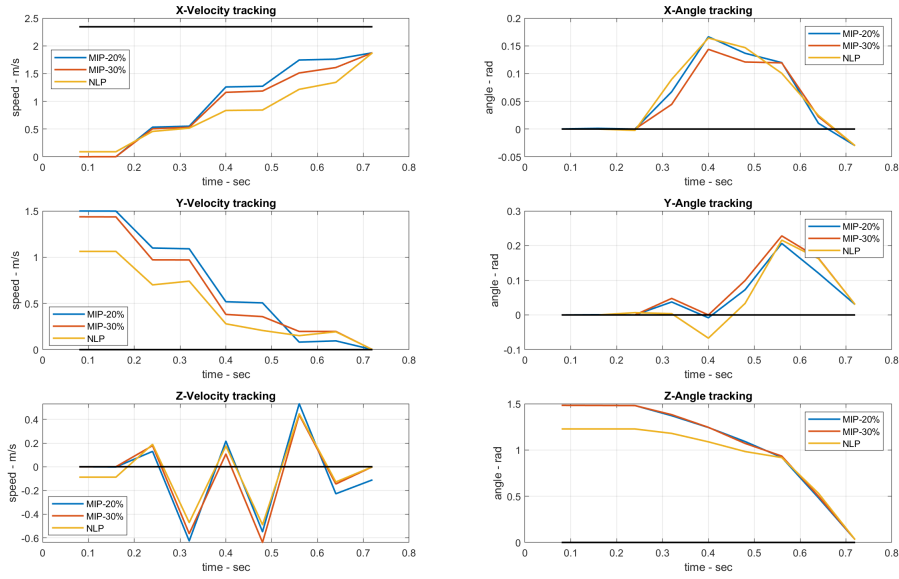 X-Velocity tracking
2.5
2
1.5
1
0.5
0
speed - m/s
MIP-20%
MIP-30%
NLP
0 0.1 0.2 0.3 0.4 0.5 0.6 0.7 0.8
time - sec
X-Angle tracking
0.2
0.15
0.1
0.05
0
-0.05
angle - rad
MIP-20%
MIP-30%
NLP
0 0.1 0.2 0.3 0.4 0.5 0.6 0.7 0.8
time - sec
Y-Velocity tracking
1.5
1
0.5
0
speed - m/s
MIP-20%
MIP-30%
NLP
0 0.1 0.2 0.3 0.4 0.5 0.6 0.7 0.8
time - sec
Y-Angle tracking
0.3
0.2
0.1
0
-0.1
angle - rad
MIP-20%
MIP-30%
NLP
0 0.1 0.2 0.3 0.4 0.5 0.6 0.7 0.8
time - sec
Z-Velocity tracking
0.4
0.2
0
-0.2
-0.4
-0.6
speed - m/s
MIP-20%
MIP-30%
NLP
0 0.1 0.2 0.3 0.4 0.5 0.6 0.7 0.8
time - sec
Z-Angle tracking
1.5
1
0.5
0
angle - rad
MIP-20%
MIP-30%
NLP
0 0.1 0.2 0.3 0.4 0.5 0.6 0.7 0.8
time - sec